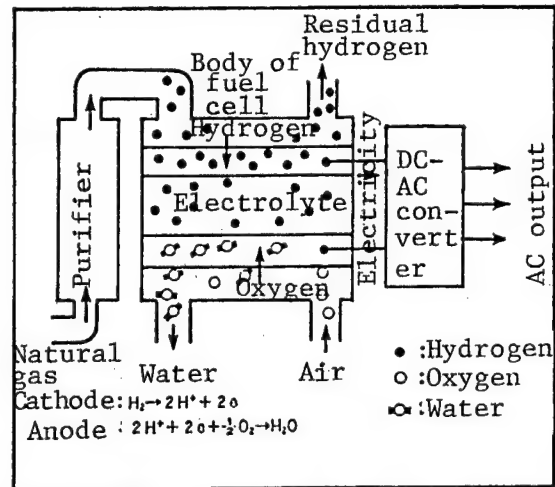 Residual
hydrogen
Body of
fuel
cell
Hydrogen
Purifier
Electrolyte
Oxygen
Electricity
DC-
AC
con-
vert
er
AC output
Natural
gas
Water
Air
●:Hydrogen
○:Oxygen
:Water
Cathode: H₂→2H⁺+2e
Anode : 2H⁺+2e+½O₂→H₂O